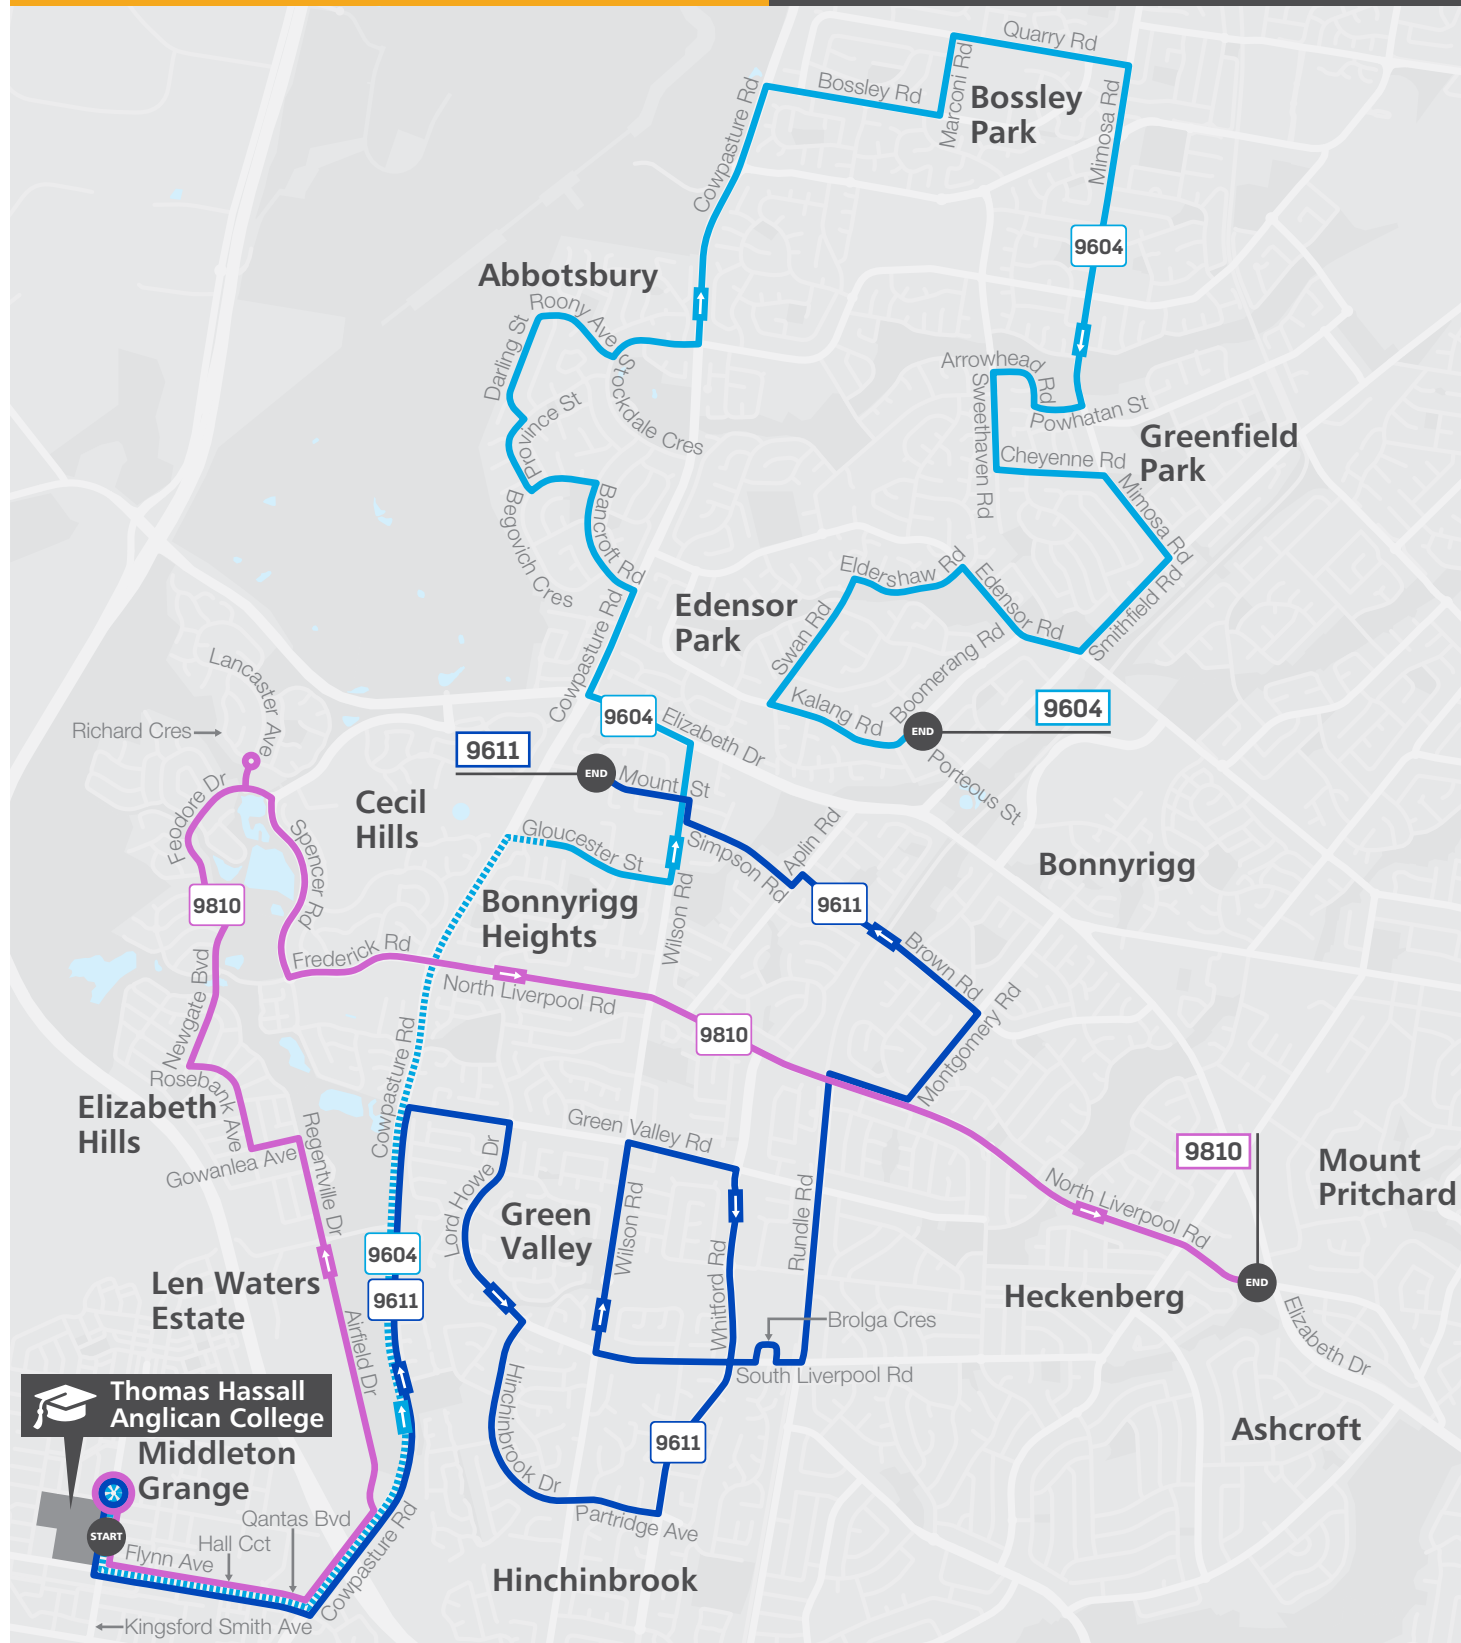 Quarry Rd
Bossley Rd
Marconi Rd
Bossley
Park
Mimosa Rd
Cowpasture Rd
9604
Abbotsbury
Roony Ave
Darling St
Stockdale Cres
Province St
Begovich Cres
Bancroft Rd
Arrowhead Rd
Powhatan St
Sweethaven Rd
Greenfield
Park
Cheyenne Rd
Mimosa Rd
Smithfield Rd
Eldershaw Rd
Edensor Rd
Edensor
Park
Swan Rd
Boomerang Rd
Kalang Rd
END
9604
Porteous St
Cowpasture Rd
9604
Elizabeth Dr
Lancaster Ave
Richard Cres
9611
END
Mount St
Feodore Dr
Spencer Rd
Cecil
Hills
Gloucester St
Simpson Rd
Aplin Rd
Bonnyrigg
9810
Bonnyrigg
Heights
Wilson Rd
9611
Brown Rd
Frederick Rd
North Liverpool Rd
Newgate Bvd
9810
Montgomery Rd
Cowpasture Rd
Rosebank Ave
Elizabeth
Hills
Regentville Dr
Gowanlea Ave
Green Valley Rd
Lord Howe Dr
Green
Valley
Wilson Rd
Whitford Rd
Rundle Rd
9810
Mount
Pritchard
North Liverpool Rd
9604
9611
Len Waters
Estate
Heckenberg
END
Elizabeth Dr
Airfield Dr
Brolga Cres
South Liverpool Rd
Thomas Hassall
Anglican College
Hinchinbrook Dr
Ashcroft
9611
Middleton
Grange
Qantas Bvd
START
Hall Cct
Flynn Ave
Cowpasture Rd
Partridge Ave
Hinchinbrook
Kingsford Smith Ave